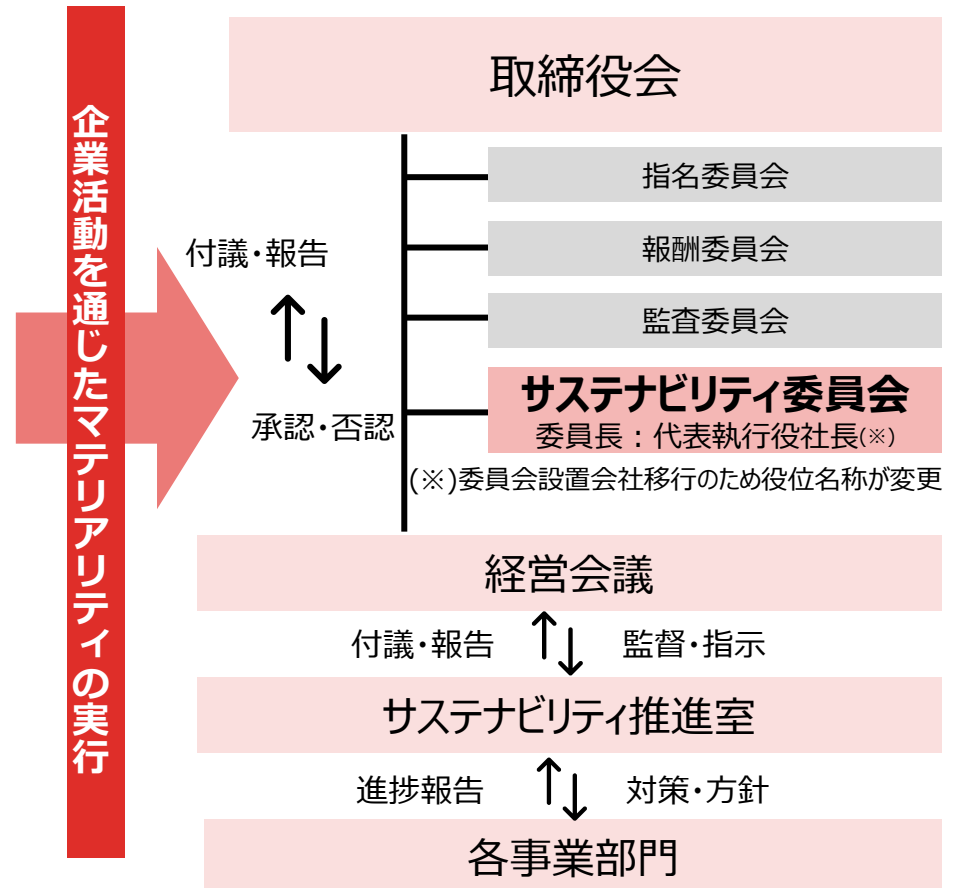 企業活動を通じたマテリアリティの実行
取締役会
指名委員会
報酬委員会
監査委員会
付議・報告
承認・否認
サステナビリティ委員会
委員長：代表執行役社長(※)
(※)委員会設置会社移行のため役位名称が変更
経営会議
付議・報告
監督・指示
サステナビリティ推進室
進捗報告
対策・方針
各事業部門